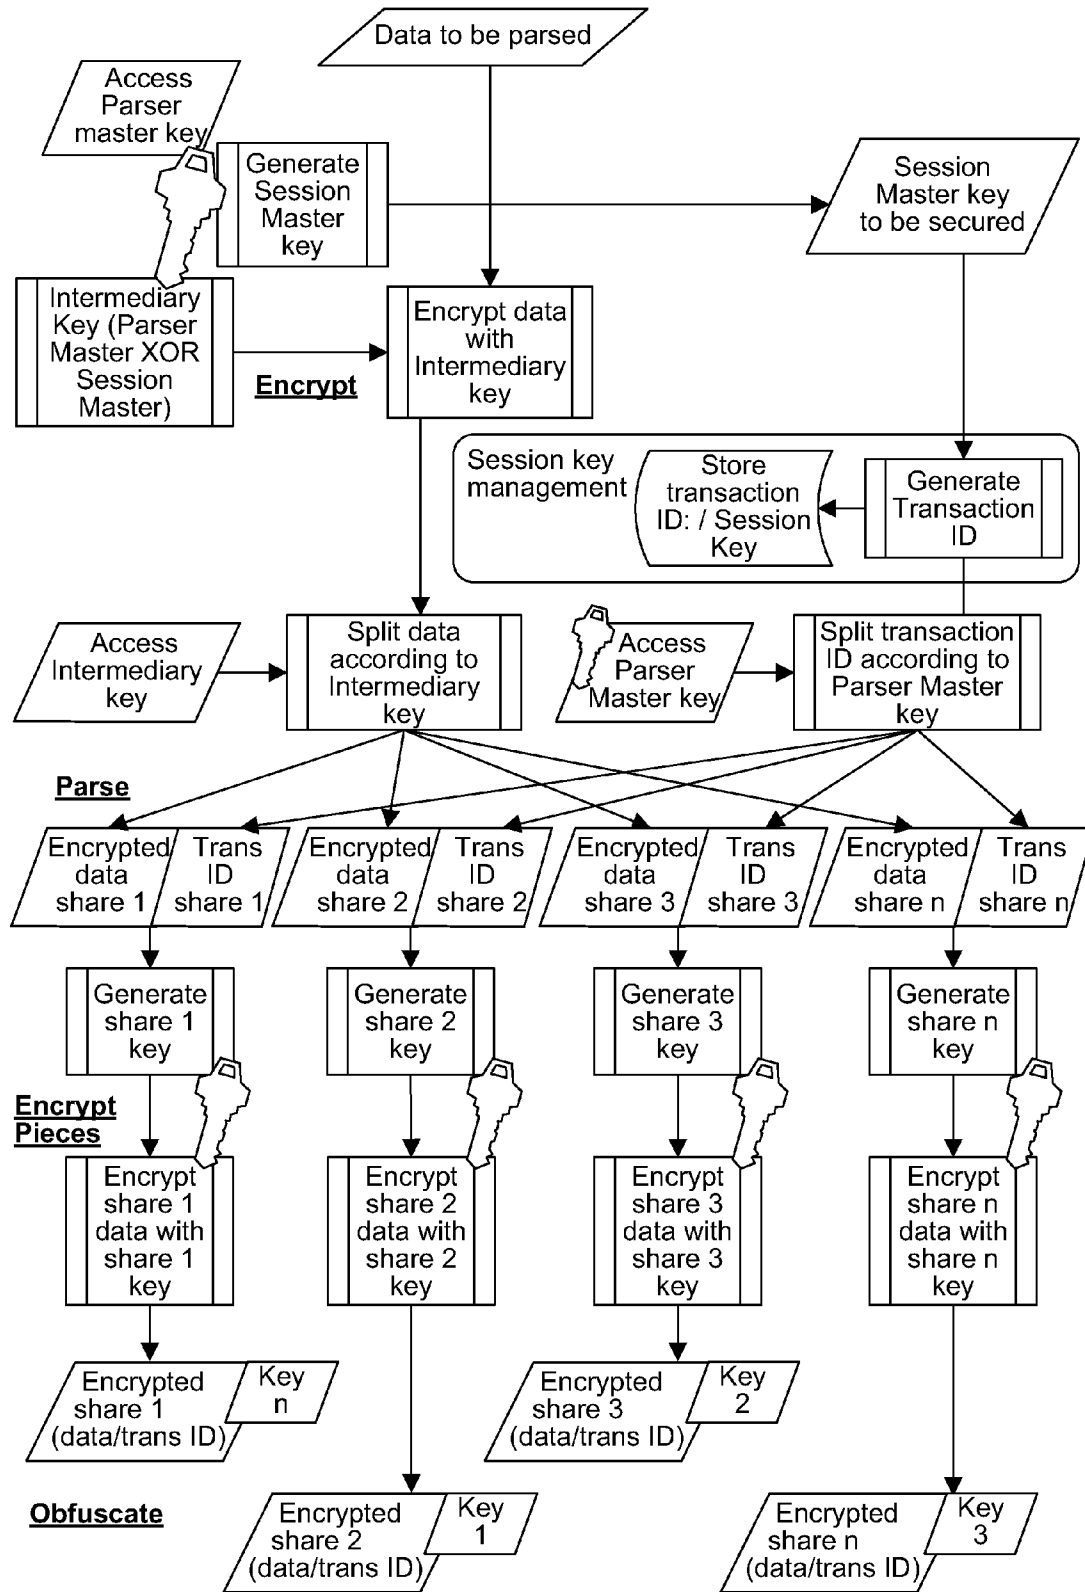 Data to be parsed
Access
Parser
master key
Generate
Session
Master
key
Session
Master key
to be secured
Intermediary
Key (Parser
Master XOR
Session
Master)
Encrypt
Encrypt data
with
Intermediary
key
Session key
management
Store
transaction
ID: / Session
Key
Generate
Transaction
ID
Access
Intermediary
key
Split data
according to
Intermediary
key
Access
Parser
Master key
Split transaction
ID according to
Parser Master
key
Parse
Encrypted
data
share 1
Trans
ID
share 1
Encrypted
data
share 2
Trans
ID
share 2
Encrypted
data
share 3
Trans
ID
share 3
Encrypted
data
share n
Trans
ID
share n
Generate
share 1
key
Generate
share 2
key
Generate
share 3
key
Generate
share n
key
Encrypt
Pieces
Encrypt
share 1
data with
share 1
key
Encrypt
share 2
data with
share 2
key
Encrypt
share 3
data with
share 3
key
Encrypt
share n
data with
share n
key
Encrypted
share 1
(data/trans ID)
Key
n
Encrypted
share 3
(data/trans ID)
Key
2
Obfuscate
Encrypted
share 2
(data/trans ID)
Key
1
Encrypted
share n
(data/trans ID)
Key
3